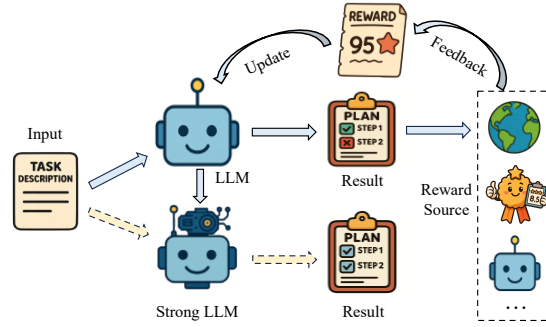 REWARD
95
Update
Feedback
Input
TASK
DESCRIPTION
LLM
PLAN
STEP 1
STEP 2
Result
Reward
Source
8.5
Strong LLM
PLAN
STEP 1
STEP 2
Result
...